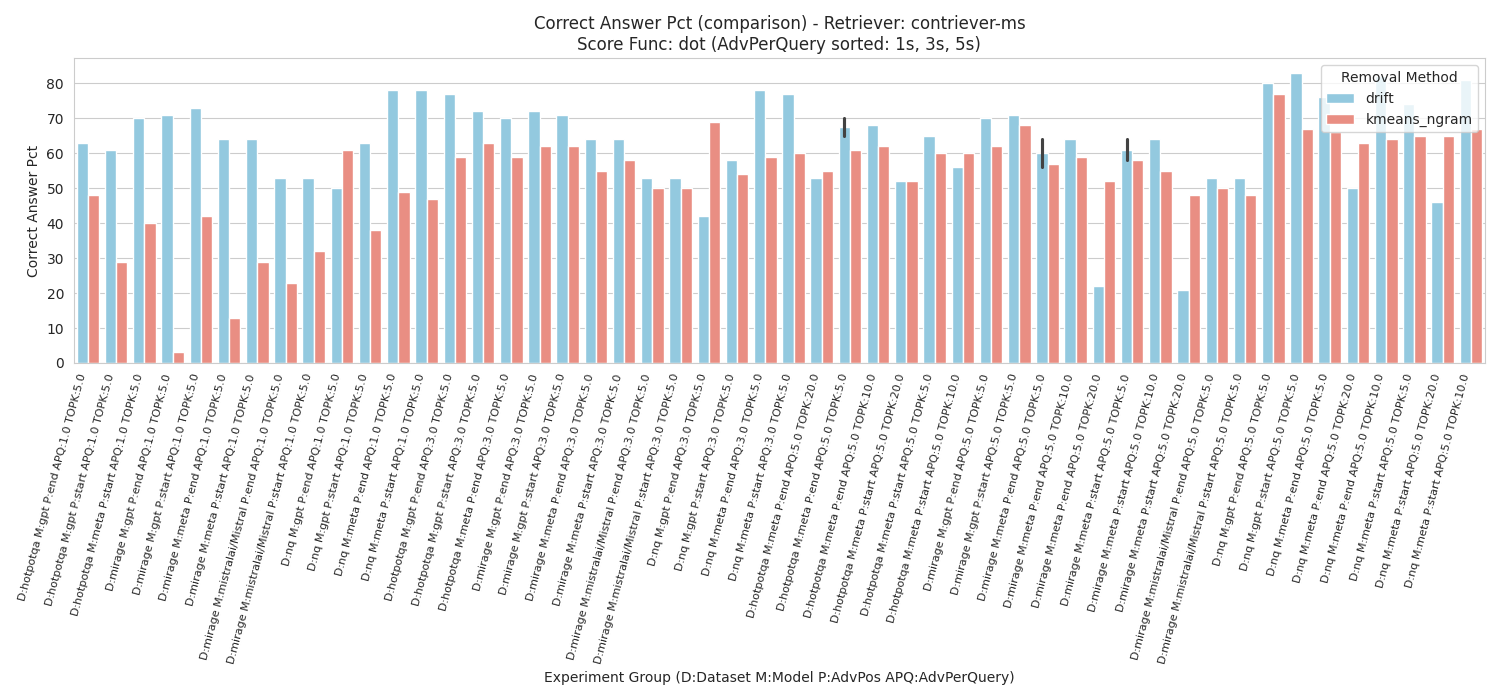 Correct Answer Pct (comparison) - Retriever: contriever-ms
Score Func: dot (AdvPerQuery sorted: 1s, 3s, 5s)
Correct Answer Pct
80
70
60
50
40
30
20
10
0
Removal Method
drift
kmeans_ngram
D:hotpotqa M:gpt P:end APQ:1.0 TOPK:5.0
D:hotpotqa M:gpt P:start APQ:1.0 TOPK:5.0
D:hotpotqa M:meta P:start APQ:1.0 TOPK:5.0
D:mirage M:gpt P:end APQ:1.0 TOPK:5.0
D:mirage M:gpt P:start APQ:1.0 TOPK:5.0
D:mirage M:meta P:end APQ:1.0 TOPK:5.0
D:mirage M:meta P:start APQ:1.0 TOPK:5.0
D:mirage M:mistralai/Mistral P:end APQ:1.0 TOPK:5.0
D:mirage M:mistralai/Mistral P:start APQ:1.0 TOPK:5.0
D:nq M:gpt P:end APQ:1.0 TOPK:5.0
D:nq M:gpt P:start APQ:1.0 TOPK:5.0
D:nq M:meta P:end APQ:1.0 TOPK:5.0
D:nq M:meta P:start APQ:1.0 TOPK:5.0
D:hotpotqa M:gpt P:end APQ:3.0 TOPK:5.0
D:hotpotqa M:gpt P:start APQ:3.0 TOPK:5.0
D:hotpotqa M:meta P:end APQ:3.0 TOPK:5.0
D:mirage M:gpt P:end APQ:3.0 TOPK:5.0
D:mirage M:gpt P:start APQ:3.0 TOPK:5.0
D:mirage M:meta P:end APQ:3.0 TOPK:5.0
D:mirage M:meta P:start APQ:3.0 TOPK:5.0
D:mirage M:mistralai/Mistral P:end APQ:3.0 TOPK:5.0
D:mirage M:mistralai/Mistral P:start APQ:3.0 TOPK:5.0
D:nq M:gpt P:end APQ:3.0 TOPK:5.0
D:nq M:gpt P:start APQ:3.0 TOPK:5.0
D:nq M:meta P:end APQ:3.0 TOPK:5.0
D:nq M:meta P:start APQ:3.0 TOPK:5.0
D:hotpotqa M:meta P:end APQ:5.0 TOPK:20.0
D:hotpotqa M:meta P:end APQ:5.0 TOPK:5.0
D:hotpotqa M:meta P:end APQ:5.0 TOPK:10.0
D:hotpotqa M:meta P:start APQ:5.0 TOPK:20.0
D:hotpotqa M:meta P:start APQ:5.0 TOPK:5.0
D:hotpotqa M:meta P:start APQ:5.0 TOPK:10.0
D:mirage M:gpt P:end APQ:5.0 TOPK:5.0
D:mirage M:gpt P:start APQ:5.0 TOPK:5.0
D:mirage M:meta P:end APQ:5.0 TOPK:5.0
D:mirage M:meta P:end APQ:5.0 TOPK:10.0
D:mirage M:meta P:end APQ:5.0 TOPK:20.0
D:mirage M:meta P:start APQ:5.0 TOPK:5.0
D:mirage M:meta P:start APQ:5.0 TOPK:10.0
D:mirage M:meta P:start APQ:5.0 TOPK:20.0
D:mirage M:mistralai/Mistral P:end APQ:5.0 TOPK:5.0
D:mirage M:mistralai/Mistral P:start APQ:5.0 TOPK:5.0
D:nq M:gpt P:end APQ:5.0 TOPK:5.0
D:nq M:gpt P:start APQ:5.0 TOPK:5.0
D:nq M:meta P:end APQ:5.0 TOPK:5.0
D:nq M:meta P:end APQ:5.0 TOPK:20.0
D:nq M:meta P:end APQ:5.0 TOPK:10.0
D:nq M:meta P:start APQ:5.0 TOPK:5.0
D:nq M:meta P:start APQ:5.0 TOPK:20.0
D:nq M:meta P:start APQ:5.0 TOPK:10.0
Experiment Group (D:Dataset M:Model P:AdvPos APQ:AdvPerQuery)